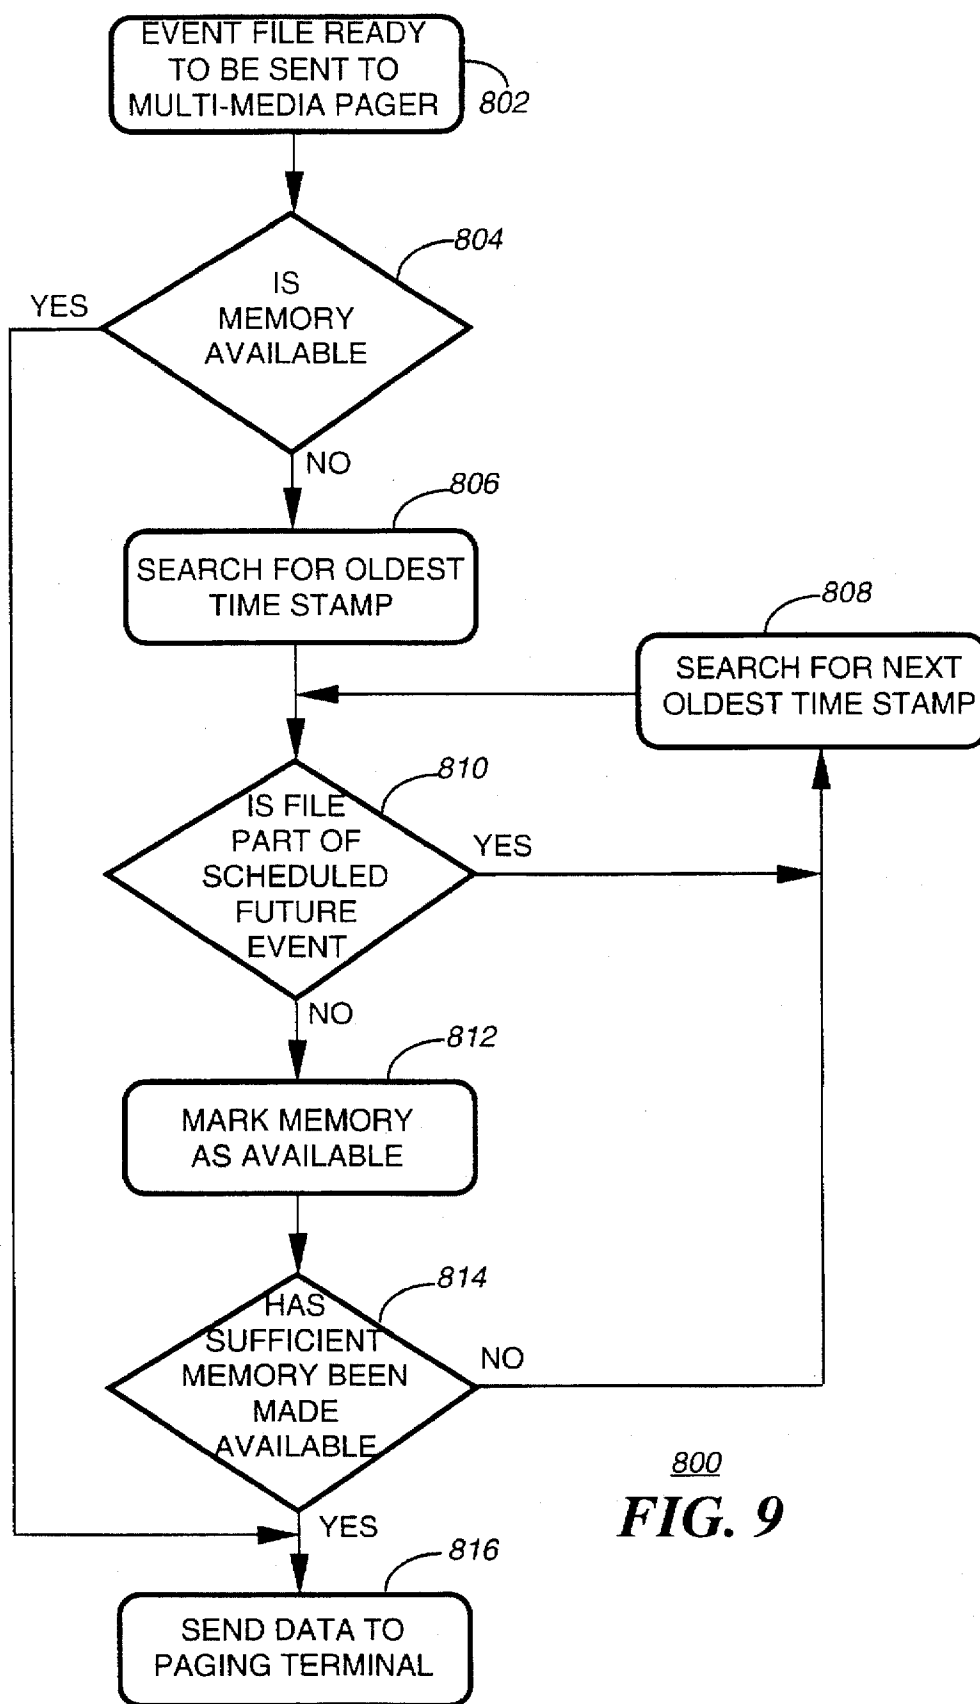 EVENT FILE READY
TO BE SENT TO
MULTI-MEDIA PAGER
802
804
IS
MEMORY
AVAILABLE
YES
NO
806
SEARCH FOR OLDEST
TIME STAMP
808
SEARCH FOR NEXT
OLDEST TIME STAMP
810
IS FILE
PART OF
SCHEDULED
FUTURE
EVENT
YES
NO
812
MARK MEMORY
AS AVAILABLE
814
HAS
SUFFICIENT
MEMORY BEEN
MADE
AVAILABLE
NO
YES
800
FIG. 9
816
SEND DATA TO
PAGING TERMINAL